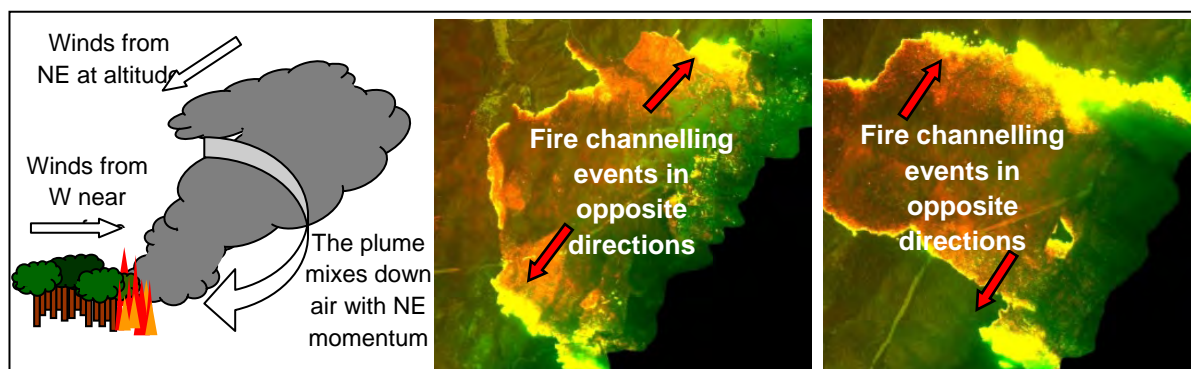 Winds from
NE at altitud
Winds from
W near
The plume
mixes down
air with NE
momentum
Fire channelling
events in
opposite
directions
Fire channelling
events in
opposite
directions